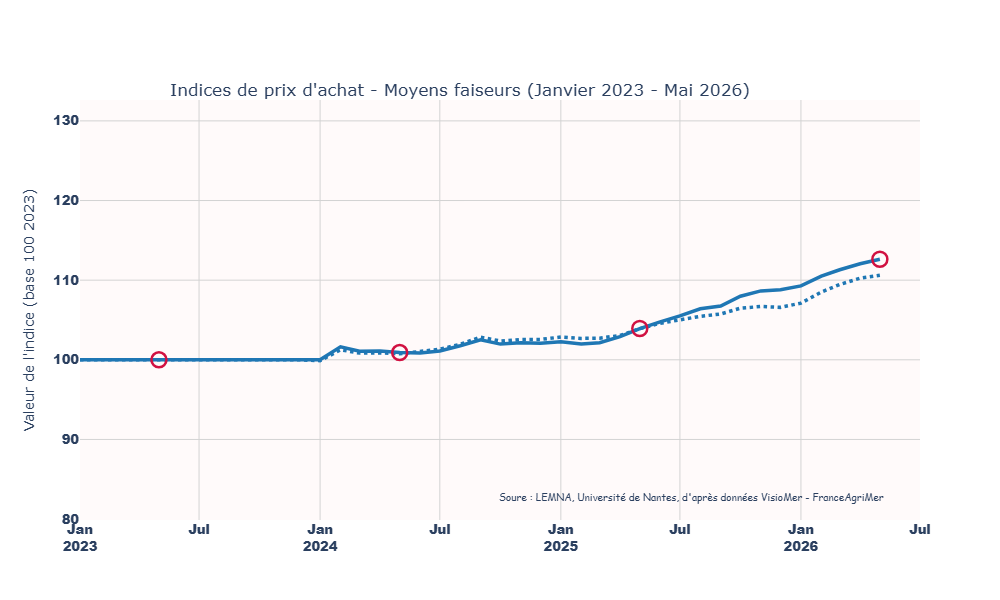 Indices de prix d'achat - Moyens faiseurs (Janvier 2023 - Mai 2026)
Valeur de l'indice (base 100 2023)
130
120
110
100
90
80
Jan Jul Jan Jul Jan Jul Jan Jul
2023 2024 2025 2026
Soure : LEMNA, Université de Nantes, d'après données VisioMer - FranceAgriMer